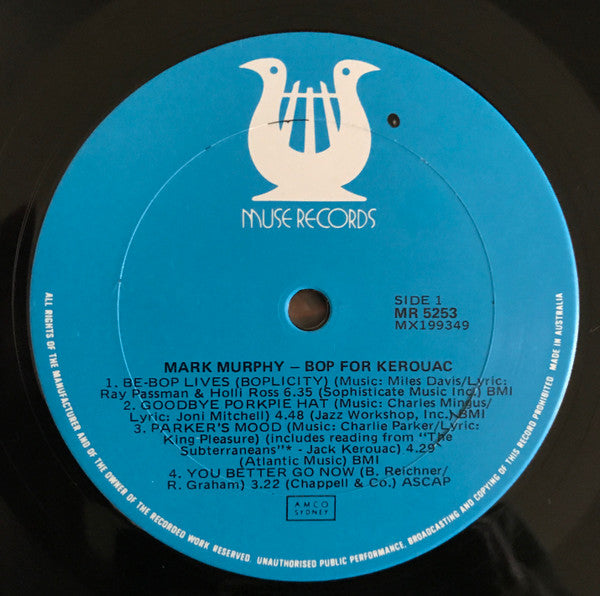 MUSE RECORDS
SIDE 1
MR 5253
MX199349
MARK MURPHY – BOP FOR KEROUAC
1. BE-BOP LIVES (BOPLICITY) (Music: Miles Davis/Lyric:
Ray Passman & Holli Ross 6.35 (Sophisticate Music Inc.) BMI
2. GOODBYE PORKPIE HAT (Music: Charles Mingus/
Lyric: Joni Mitchell) 4.48 (Jazz Workshop, Inc.) BMI
3. PARKER'S MOOD (Music: Charlie Parker/Lyric:
King Pleasure) (includes reading from "The
Subterraneans"* - Jack Kerouac) 4.29
(Atlantic Music) BMI
4. YOU BETTER GO NOW (B. Reichner/
R. Graham) 3.22 (Chappell & Co.) ASCAP
AMCO
SYDNEY
ALL RIGHTS OF THE MANUFACTURER AND OF THE OWNER OF THE RECORDED WORK RESERVED. UNAUTHORISED PUBLIC PERFORMANCE, BROADCASTING AND COPYING OF THIS RECORD PROHIBITED. MADE IN AUSTRALIA